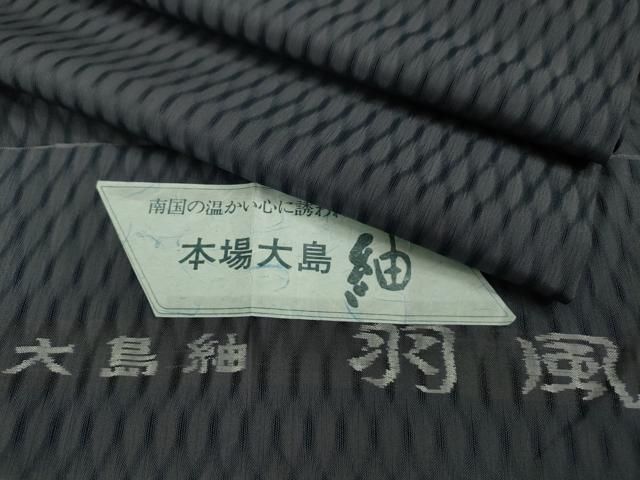 南国の温かい心に誘わ
本場大島紬
大島紬 羽風